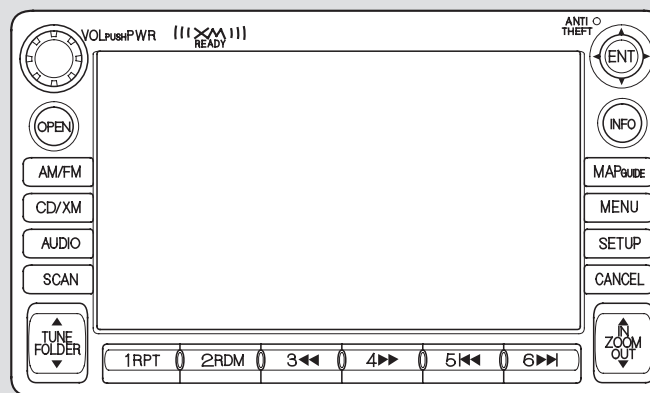 VOL PUSH PWR
XM
READY
ANTI
THEFT
ENT
OPEN
INFO
AM/FM
MAP GUIDE
CD/XM
MENU
AUDIO
SETUP
SCAN
CANCEL
TUNE
FOLDER
IN
ZOOM
OUT
1RPT
2RDM
3◀◀
4▶▶
5|◀◀
6▶▶|